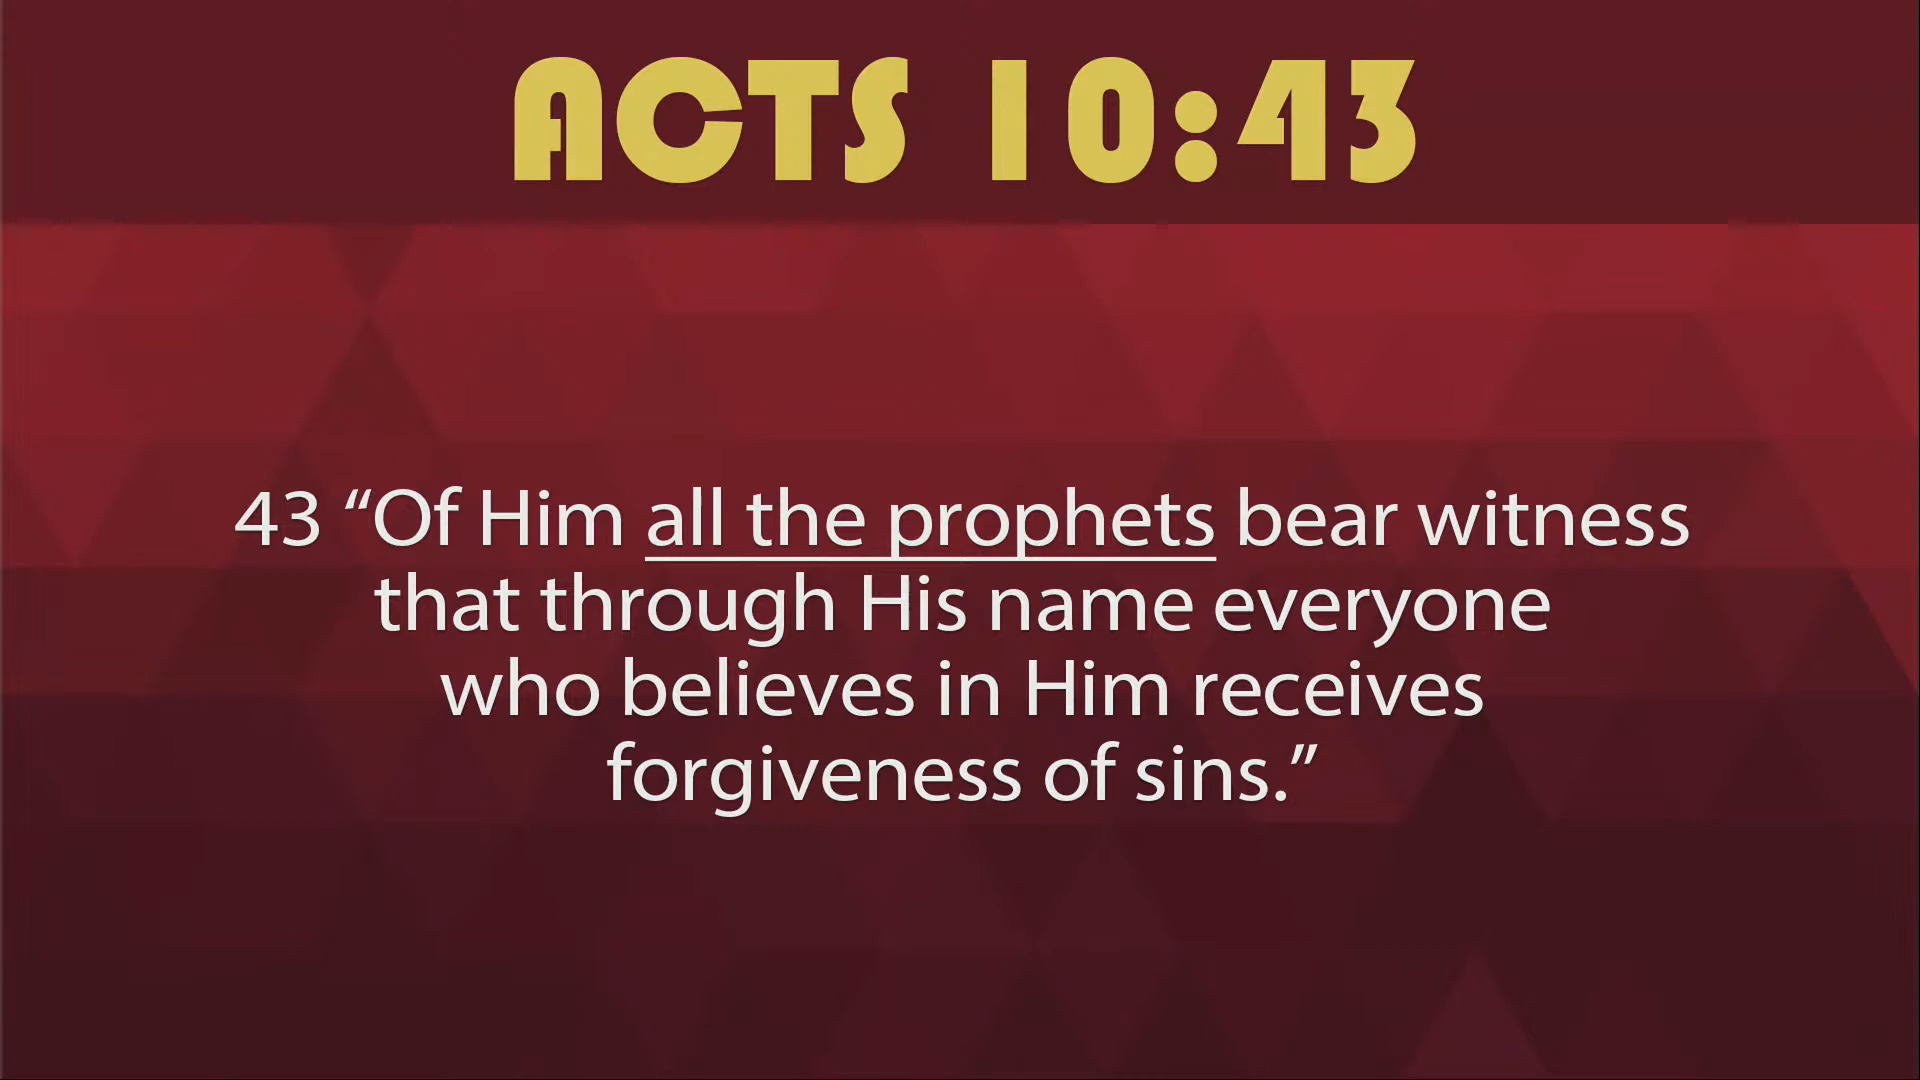 ACTS 10:43
43 “Of Him all the prophets bear witness
that through His name everyone
who believes in Him receives
forgiveness of sins.”